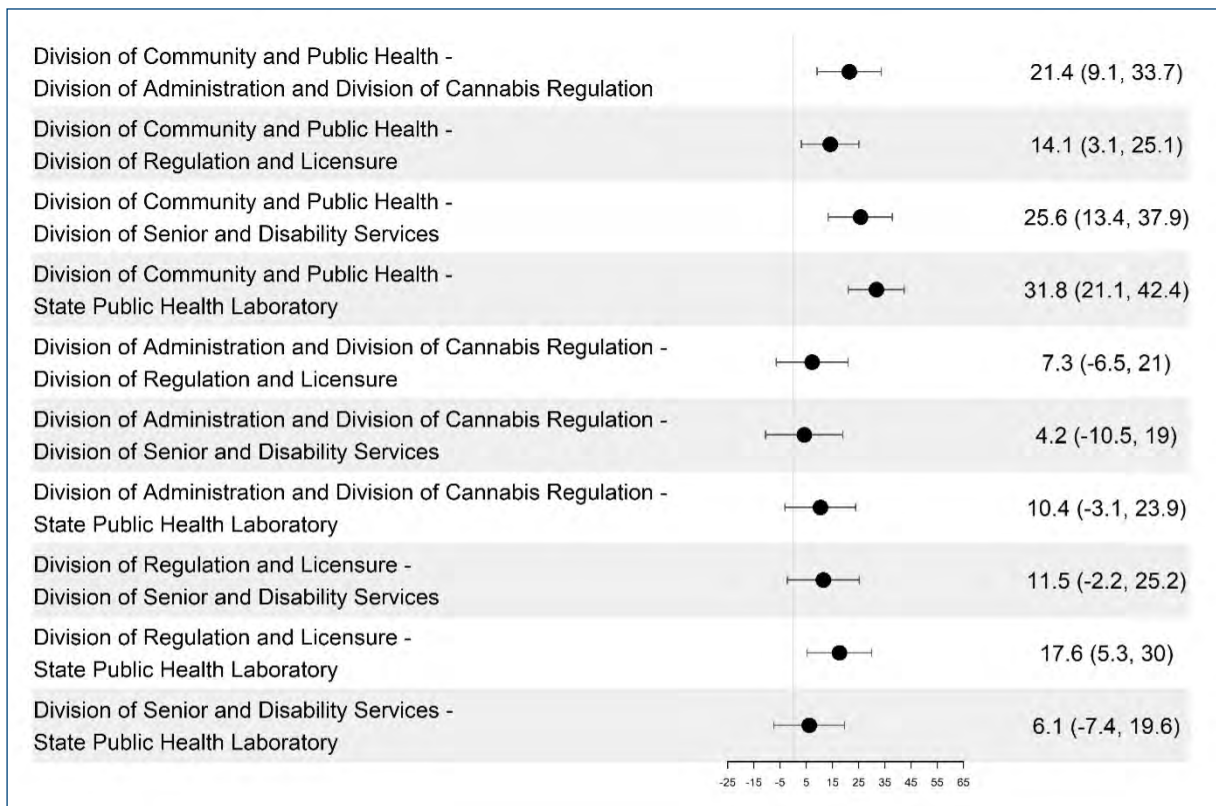 Division of Community and Public Health -
Division of Administration and Division of Cannabis Regulation
21.4 (9.1, 33.7)
Division of Community and Public Health -
Division of Regulation and Licensure
14.1 (3.1, 25.1)
Division of Community and Public Health -
Division of Senior and Disability Services
25.6 (13.4, 37.9)
Division of Community and Public Health -
State Public Health Laboratory
31.8 (21.1, 42.4)
Division of Administration and Division of Cannabis Regulation -
Division of Regulation and Licensure
7.3 (-6.5, 21)
Division of Administration and Division of Cannabis Regulation -
Division of Senior and Disability Services
4.2 (-10.5, 19)
Division of Administration and Division of Cannabis Regulation -
State Public Health Laboratory
10.4 (-3.1, 23.9)
Division of Regulation and Licensure -
Division of Senior and Disability Services
11.5 (-2.2, 25.2)
Division of Regulation and Licensure -
State Public Health Laboratory
17.6 (5.3, 30)
Division of Senior and Disability Services -
State Public Health Laboratory
6.1 (-7.4, 19.6)
-25 -15 -5 5 15 25 35 45 55 65